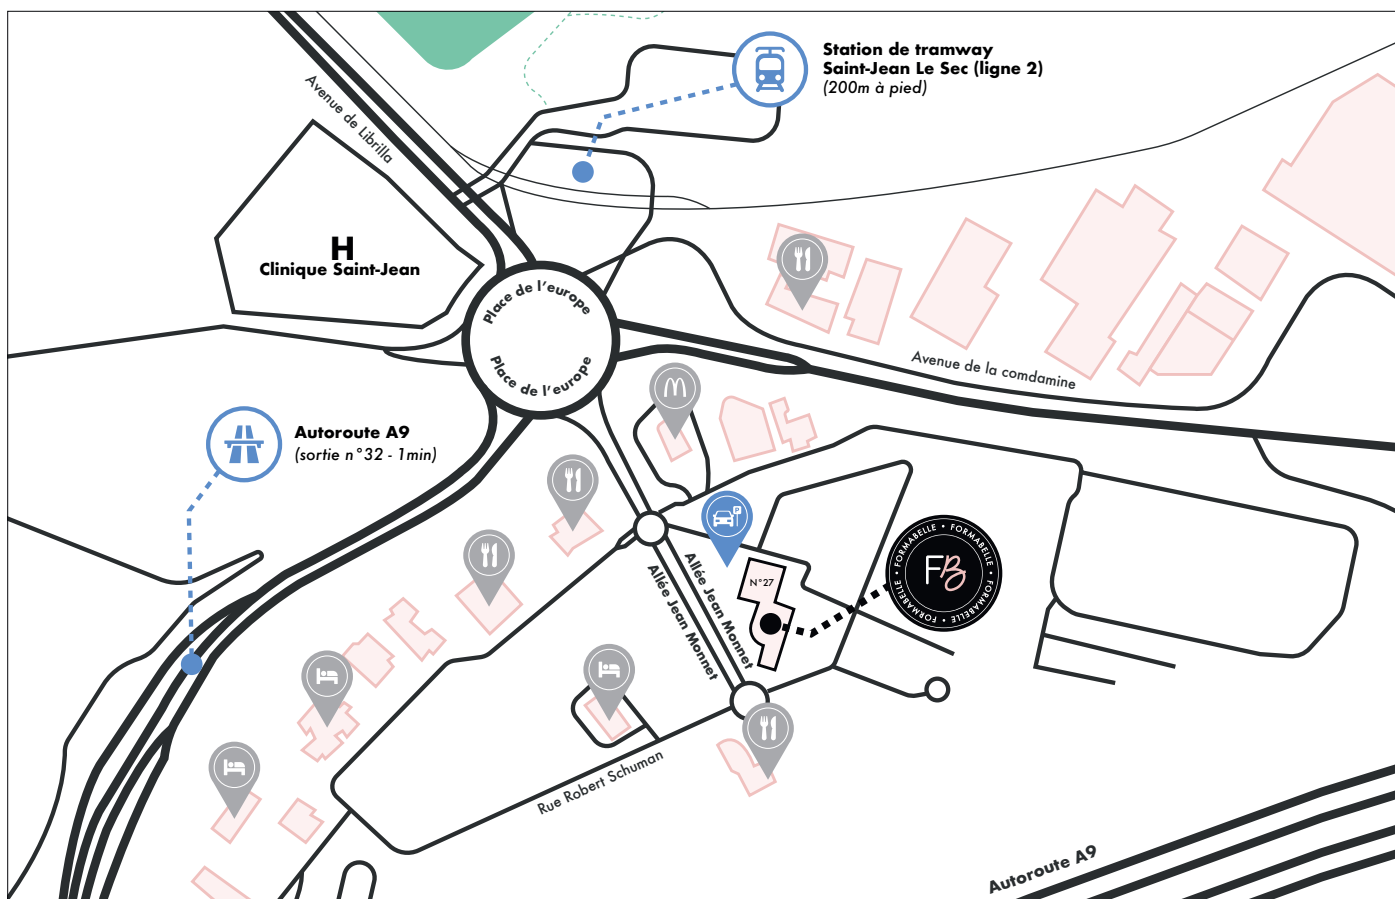 Station de tramway
Saint-Jean Le Sec (ligne 2)
(200m à pied)
Avenue de Librilla
H
Clinique Saint-Jean
Place de l'europe
Place de l'europe
Avenue de la comdamine
Autoroute A9
(sortie n°32 - 1min)
P
Allée Jean Monnet
Allée Jean Monnet
N°27
FORMABELLE • FORMABELLE • FORMABELLE • FORMABELLE •
FB
Rue Robert Schuman
Autoroute A9